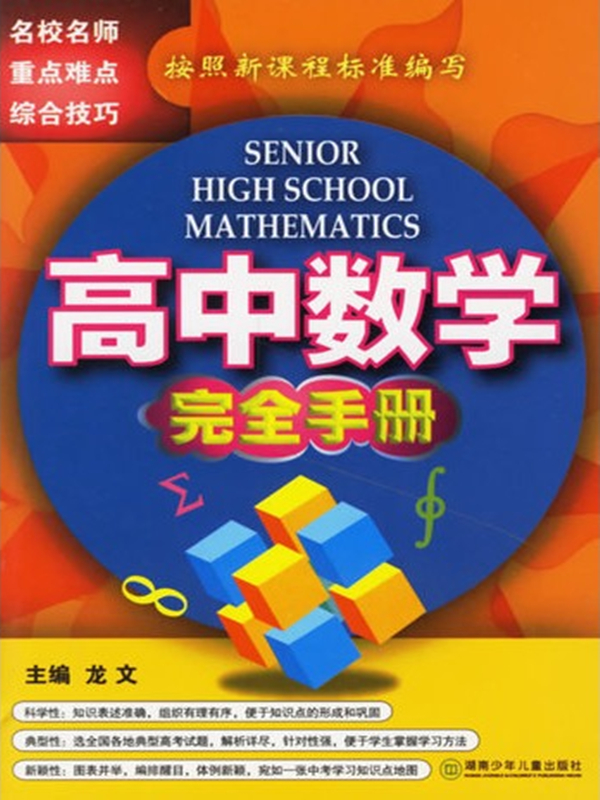 名校名师
重点难点
综合技巧
按照新课程标准编写
SENIOR
HIGH SCHOOL
MATHEMATICS
高中数学
完全手册
Σ
∮
∞
主编 龙文
科学性：知识表述准确，组织有理有序，便于知识点的形成和巩固
典型性：选全国各地典型高考试题，解析详尽，针对性强，便于学生掌握学习方法
新颖性：图表并举，编排醒目，体例新颖，宛如一张中考学习知识点地图
湖南少年儿童出版社